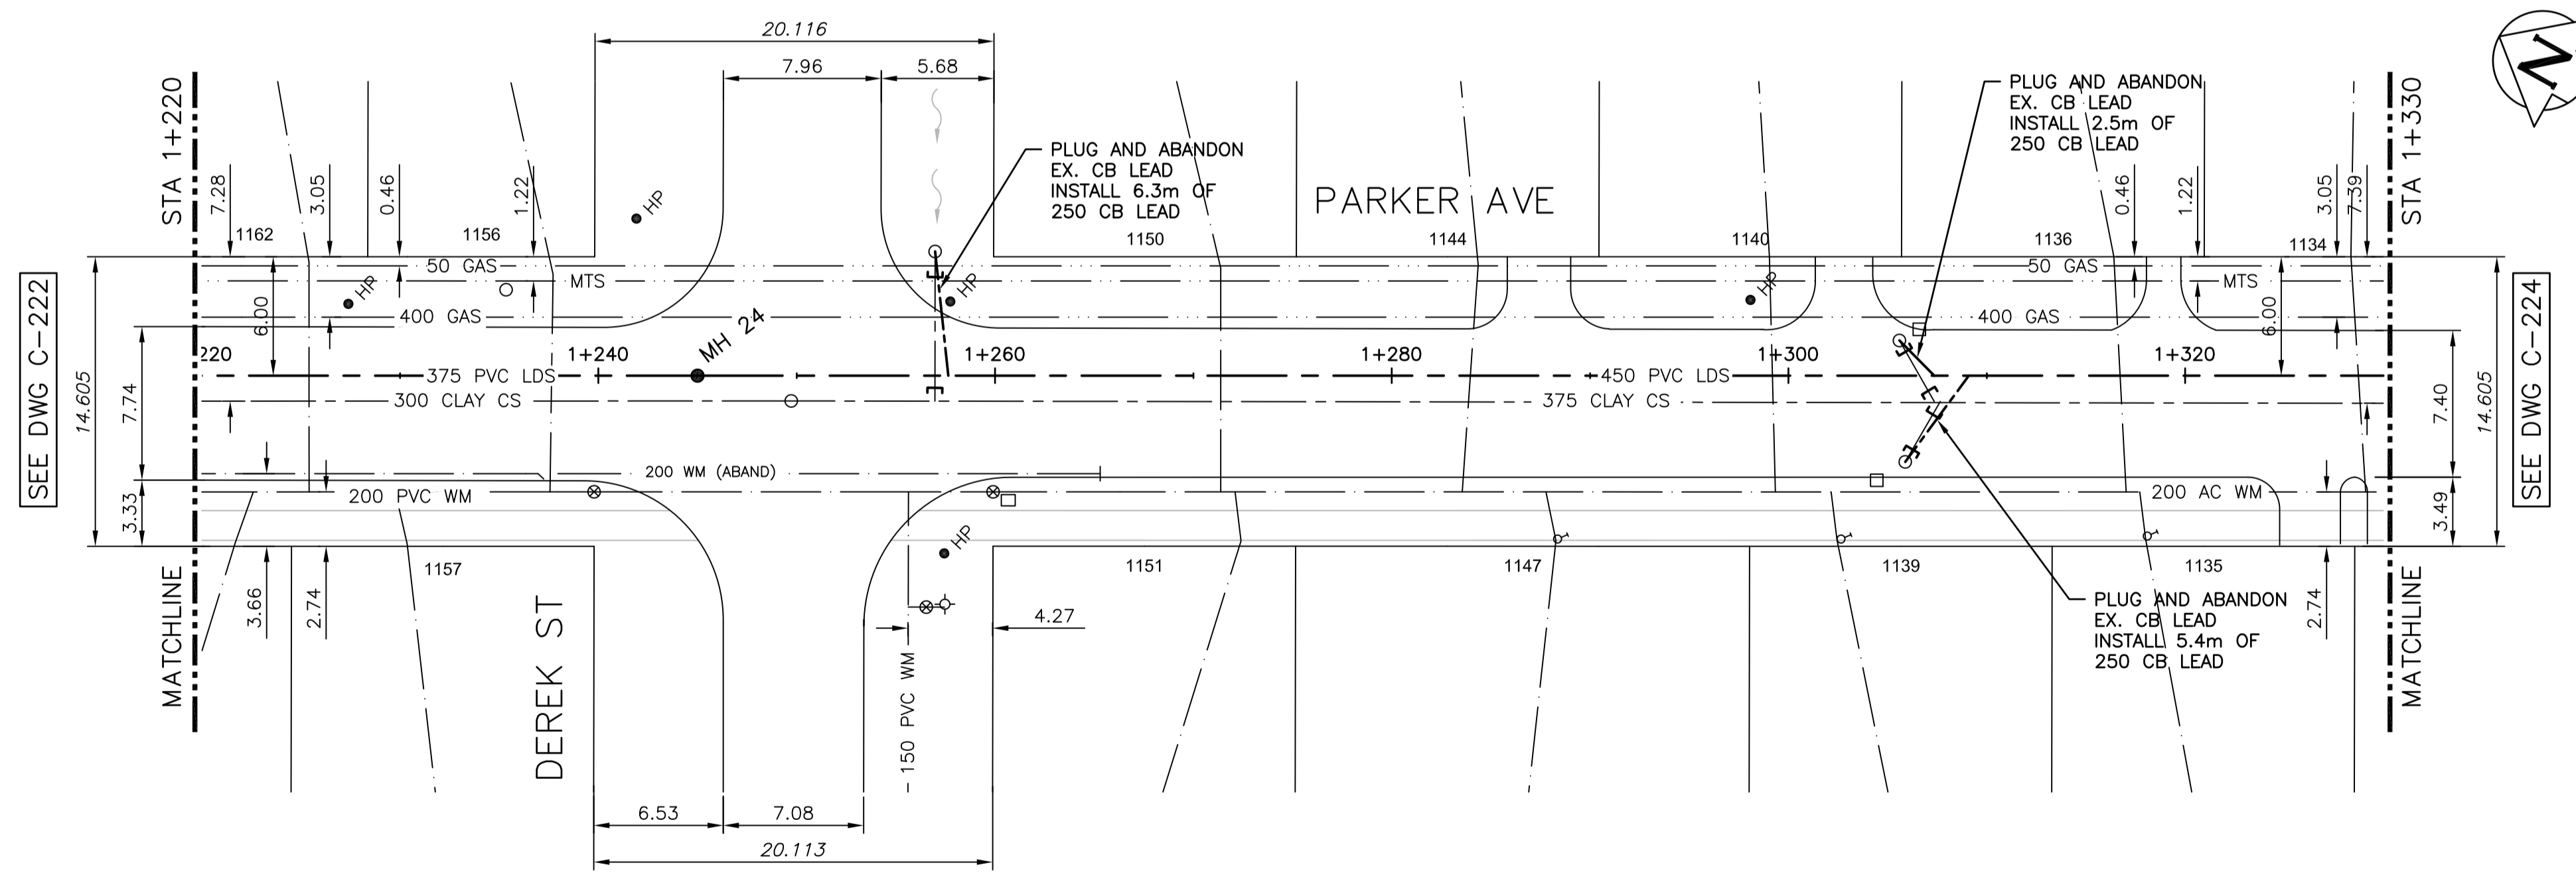 20.116
7.96
5.68
N
STA 1+220
STA 1+330
PLUG AND ABANDON
EX. CB LEAD
INSTALL 6.3m OF
250 CB LEAD
PLUG AND ABANDON
EX. CB LEAD
INSTALL 2.5m OF
250 CB LEAD
PARKER AVE
7.28
3.05
0.46
1.22
HP
0.46
1.22
3.05
7.39
1162
1156
1150
1144
1140
1136
1134
50 GAS
MTS
HP
400 GAS
6.00
HP
HP
50 GAS
MTS
400 GAS
6.00
SEE DWG C-222
SEE DWG C-224
14.605
7.74
3.33
MH 24
220
1+240
1+260
1+280
1+300
1+320
375 PVC LDS
450 PVC LDS
300 CLAY CS
375 CLAY CS
7.40
14.605
3.49
200 WM (ABAND)
200 PVC WM
200 AC WM
HP
1157
1151
1147
1139
1135
MATCHLINE
3.66
2.74
DEREK ST
4.27
150 PVC WM
PLUG AND ABANDON
EX. CB LEAD
INSTALL 5.4m OF
250 CB LEAD
2.74
MATCHLINE
6.53
7.08
20.113